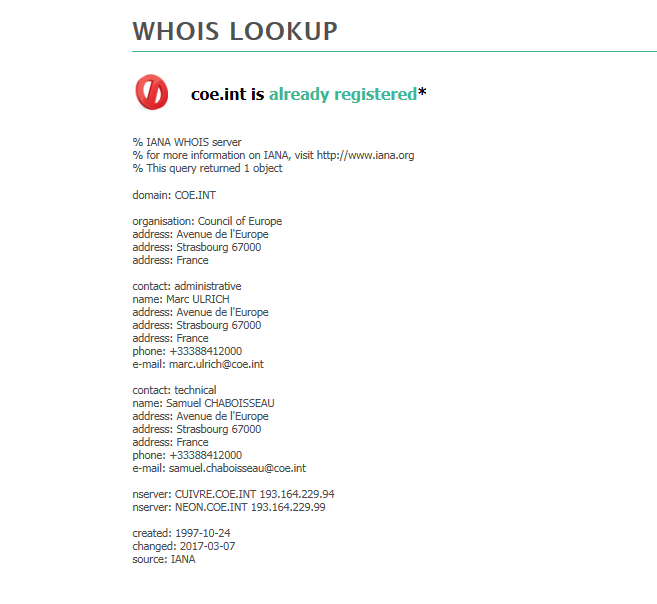 WHOIS LOOKUP
coe.int is already registered*
% IANA WHOIS server
% for more information on IANA, visit http://www.iana.org
% This query returned 1 object
domain: COE.INT
organisation: Council of Europe
address: Avenue de l'Europe
address: Strasbourg 67000
address: France
contact: administrative
name: Marc ULRICH
address: Avenue de l'Europe
address: Strasbourg 67000
address: France
phone: +33388412000
e-mail: marc.ulrich@coe.int
contact: technical
name: Samuel CHABOISSEAU
address: Avenue de l'Europe
address: Strasbourg 67000
address: France
phone: +33388412000
e-mail: samuel.chaboisseau@coe.int
nserver: CUIVRE.COE.INT 193.164.229.94
nserver: NEON.COE.INT 193.164.229.99
created: 1997-10-24
changed: 2017-03-07
source: IANA